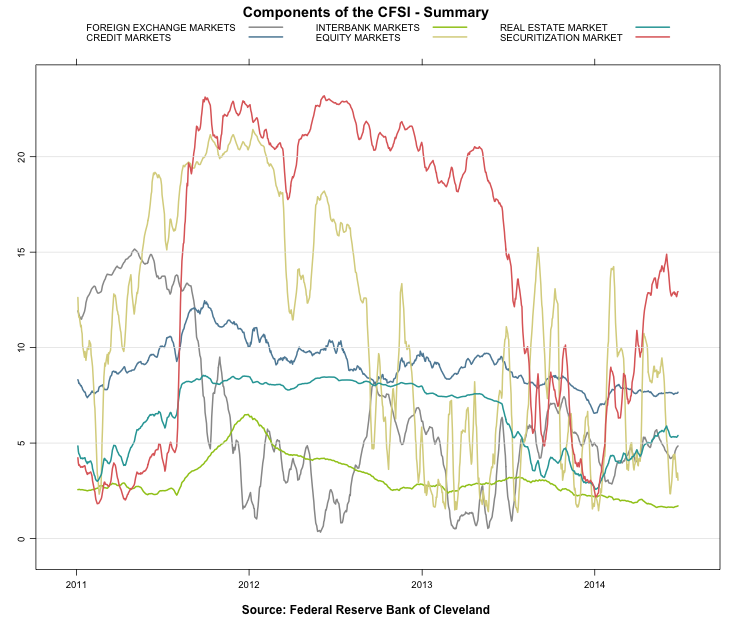 Components of the CFSI - Summary
FOREIGN EXCHANGE MARKETS INTERBANK MARKETS REAL ESTATE MARKET
CREDIT MARKETS EQUITY MARKETS SECURITIZATION MARKET
20
15
10
5
0
2011 2012 2013 2014
Source: Federal Reserve Bank of Cleveland